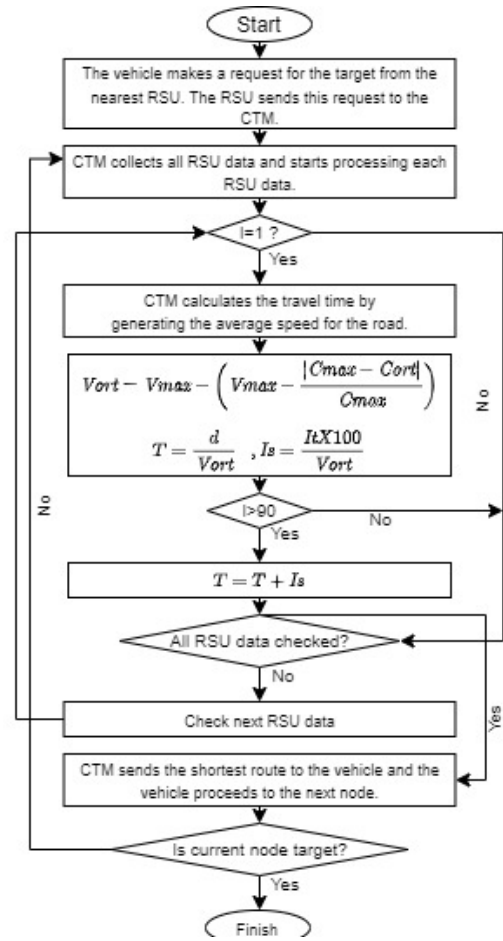 Start
The vehicle makes a request for the target from the
nearest RSU. The RSU sends this request to the
CTM.
CTM collects all RSU data and starts processing each
RSU data.
I=1 ?
Yes
No
CTM calculates the travel time by
generating the average speed for the road.
Vort − Vmax − (Vmax − |Cmax − Cort| / Cmax)
T = d / Vort , Is = ItX100 / Vort
No
I>90
No
Yes
T = T + Is
All RSU data checked?
No
Yes
Check next RSU data
CTM sends the shortest route to the vehicle and the
vehicle proceeds to the next node.
Is current node target?
Yes
Finish